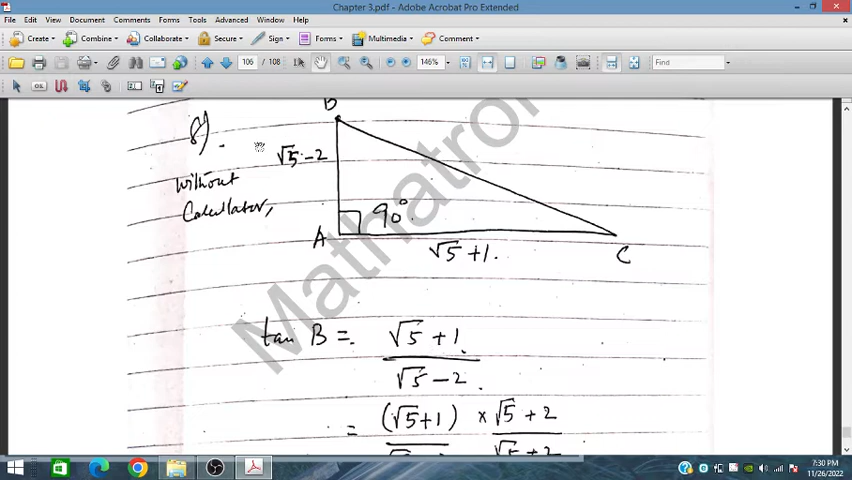 Chapter 3.pdf - Adobe Acrobat Pro Extended
File Edit View Document Comments Forms Tools Advanced Window Help
Create Combine Collaborate Secure Sign Forms Multimedia Comment
106 / 108 146% Find
B
8).
√5-2
without
Calculator,
90°
A
√5 +1.
C
Mathatron
tan B = √5 + 1
√5 - 2
= (√5+1) × √5 + 2
√5 + 2
7:30 PM
11/26/2022